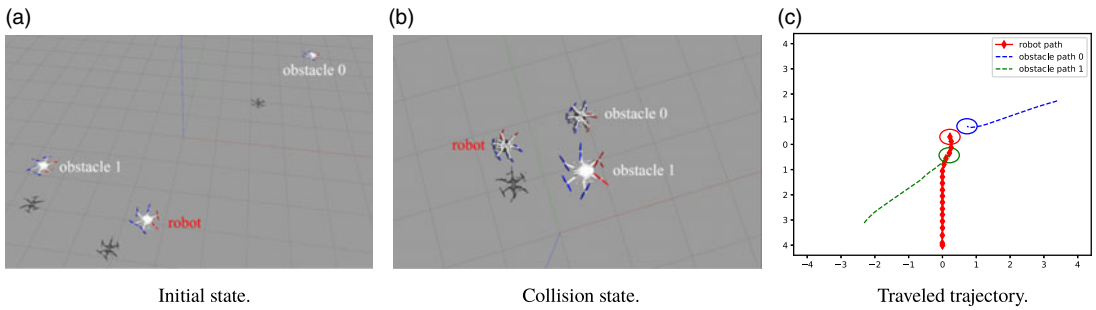 (a)
obstacle 0
obstacle 1
robot
Initial state.
(b)
obstacle 0
robot
obstacle 1
Collision state.
(c)
robot path
obstacle path 0
obstacle path 1
4
3
2
1
0
1
2
3
4
−4 −3 −2 −1 0 1 2 3 4
Traveled trajectory.